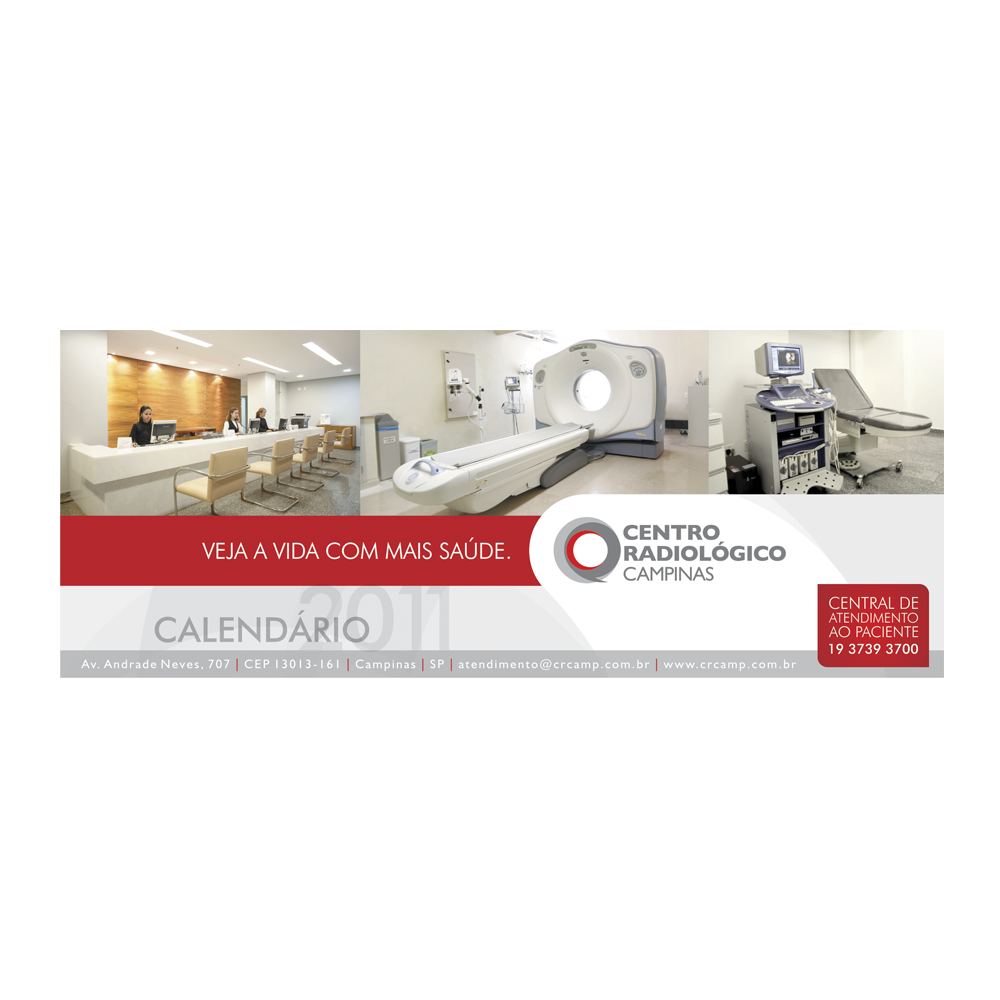 VEJA A VIDA COM MAIS SAÚDE.
CENTRO
RADIOLÓGICO
CAMPINAS
2011
CALENDÁRIO
CENTRAL DE
ATENDIMENTO
AO PACIENTE
19 3739 3700
Av. Andrade Neves, 707 | CEP 13013-161 | Campinas | SP | atendimento@crcamp.com.br | www.crcamp.com.br